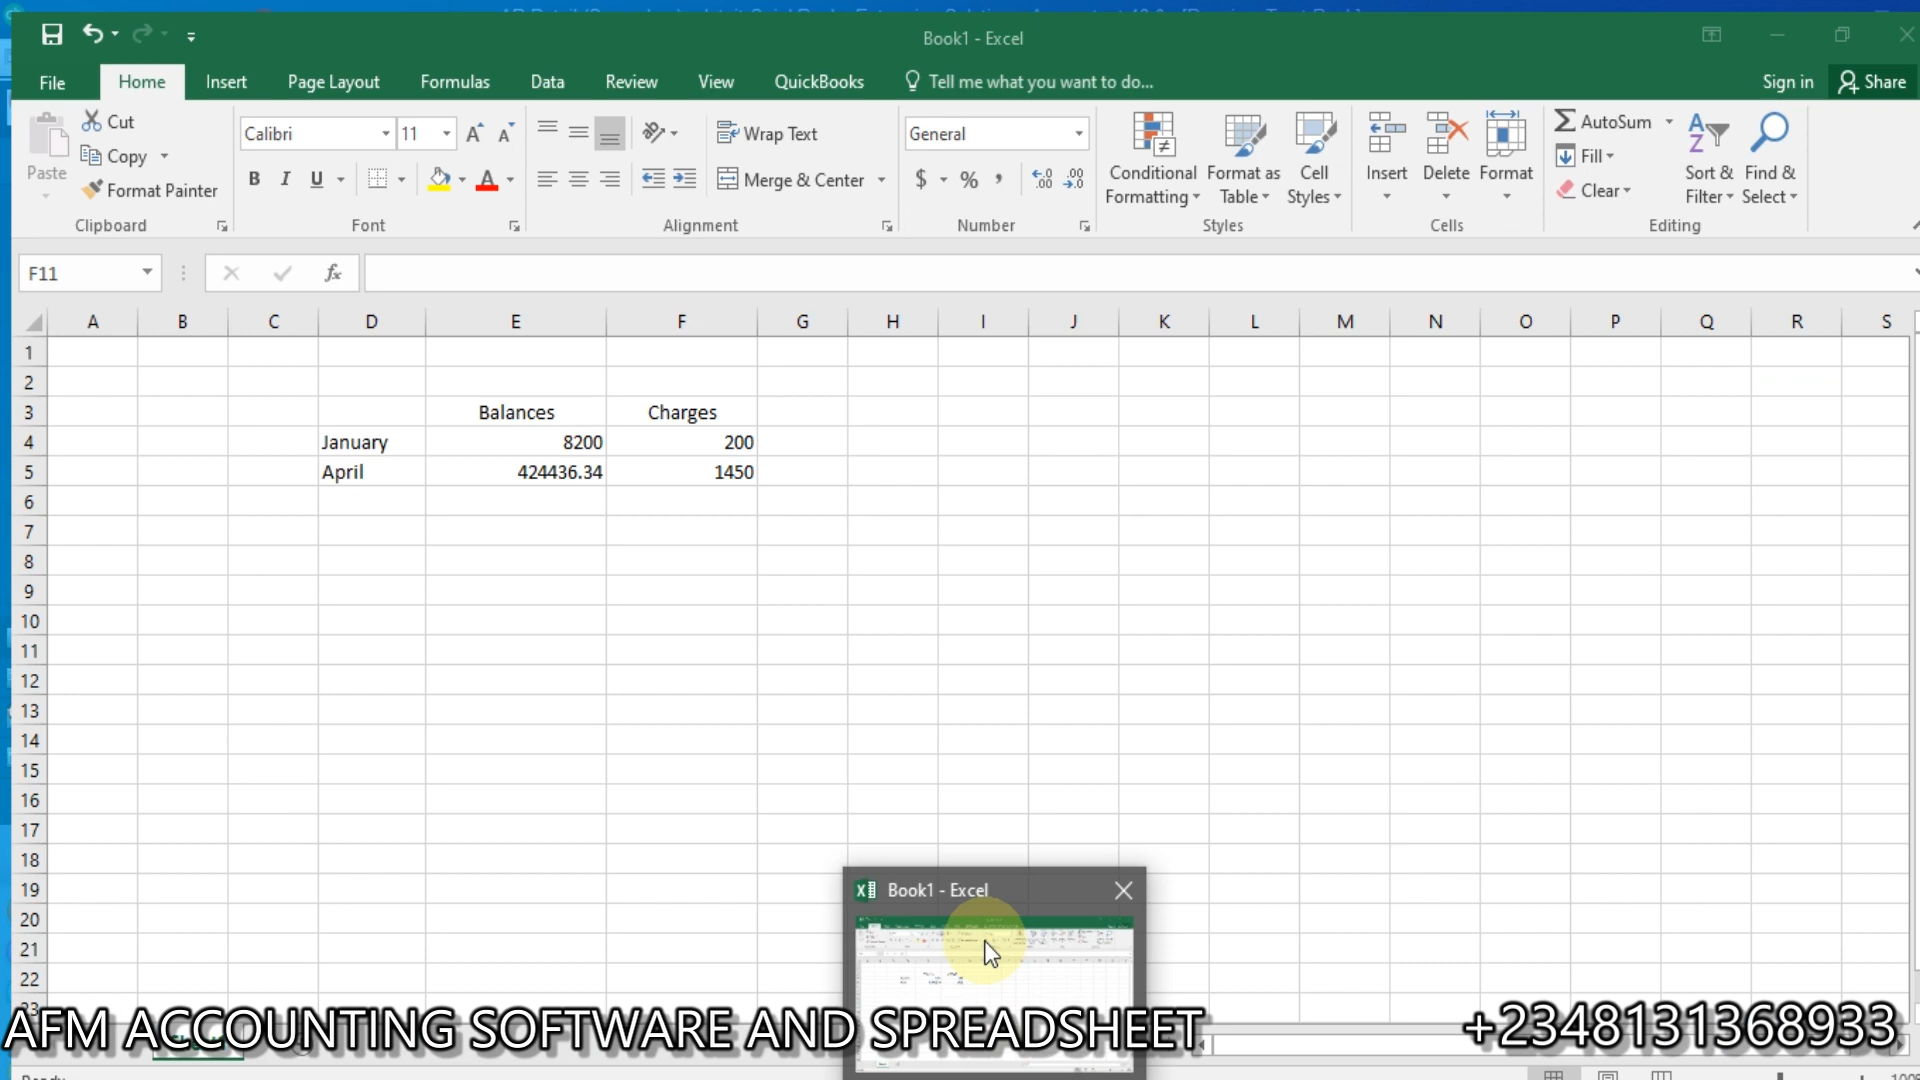 Book1 - Excel
File Home Insert Page Layout Formulas Data Review View QuickBooks Tell me what you want to do... Sign in Share
Paste Cut Copy Format Painter
Calibri 11
B I U A
Wrap Text
Merge & Center
General
$ % ,
Conditional Formatting Format as Table Cell Styles
Insert Delete Format
AutoSum
Fill
Clear
Sort & Filter Find & Select
Clipboard Font Alignment Number Styles Cells Editing
F11 fx
A B C D E F G H I J K L M N O P Q R S
1
2
3 Balances Charges
4 January 8200 200
5 April 424436.34 1450
6
7
8
9
10
11
12
13
14
15
16
17
18
19
20
21
22
23
Book1 - Excel
AFM ACCOUNTING SOFTWARE AND SPREADSHEET
+2348131368933